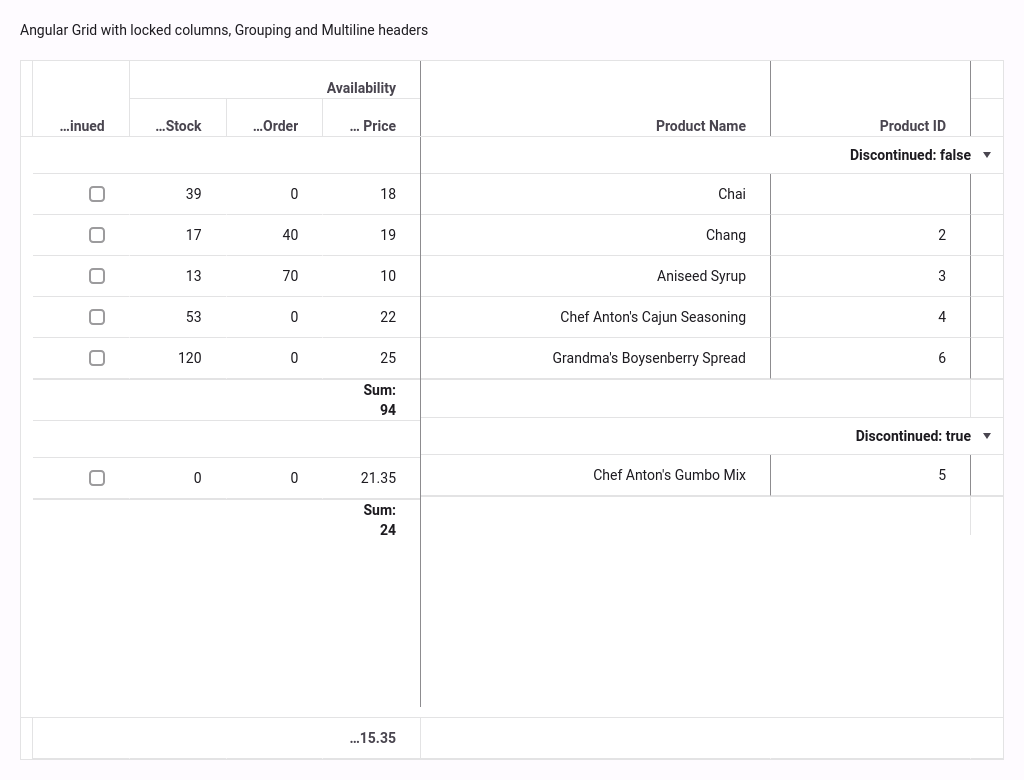 Angular Grid with locked columns, Grouping and Multiline headers
Availability
…inued …Stock …Order … Price Product Name Product ID
Discontinued: false
39 0 18 Chai
17 40 19 Chang 2
13 70 10 Aniseed Syrup 3
53 0 22 Chef Anton's Cajun Seasoning 4
120 0 25 Grandma's Boysenberry Spread 6
Sum:
94
Discontinued: true
0 0 21.35 Chef Anton's Gumbo Mix 5
Sum:
24
…15.35